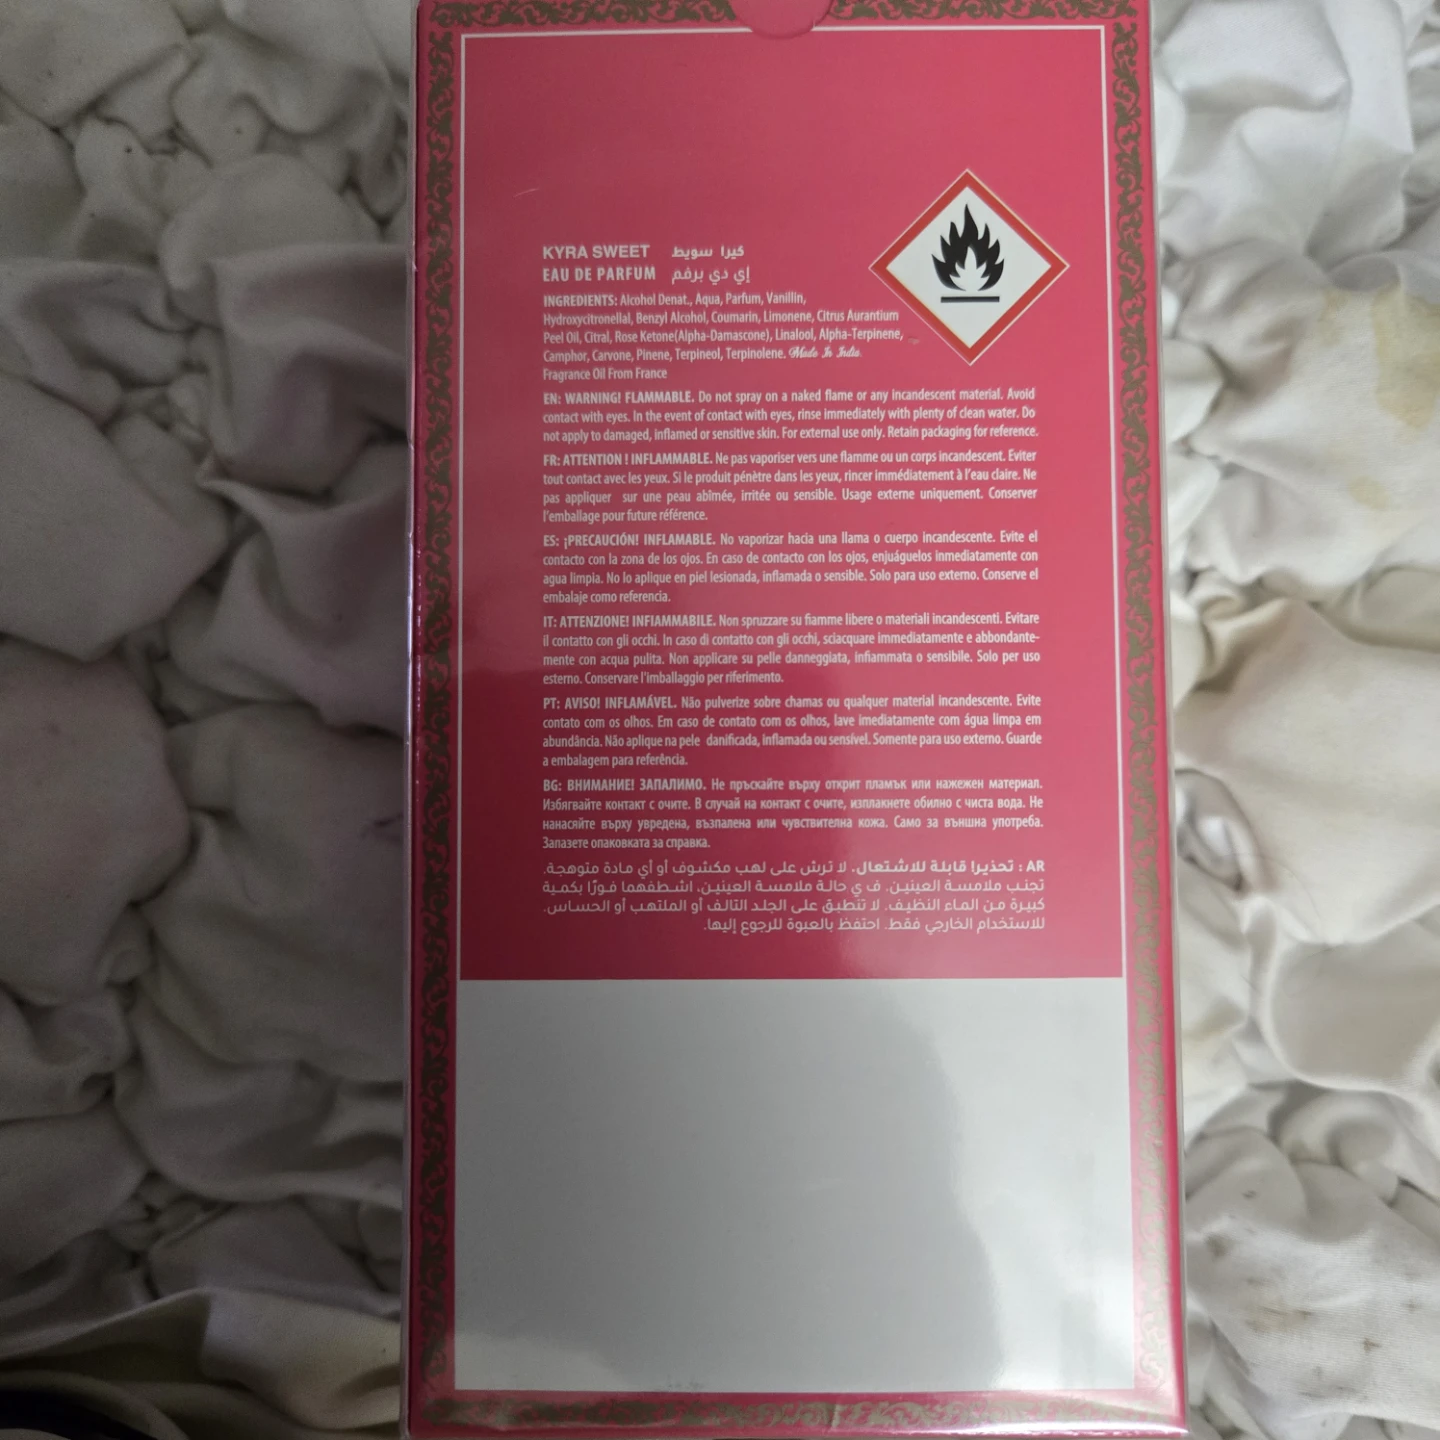 KYRA SWEET كيرا سويط
EAU DE PARFUM إي دي برفم
INGREDIENTS: Alcohol Denat., Aqua, Parfum, Vanillin,
Hydroxycitronellal, Benzyl Alcohol, Coumarin, Limonene, Citrus Aurantium
Peel Oil, Citral, Rose Ketone(Alpha-Damascone), Linalool, Alpha-Terpinene,
Camphor, Carvone, Pinene, Terpineol, Terpinolene. Made In India
Fragrance Oil From France
EN: WARNING! FLAMMABLE. Do not spray on a naked flame or any incandescent material. Avoid
contact with eyes. In the event of contact with eyes, rinse immediately with plenty of clean water. Do
not apply to damaged, inflamed or sensitive skin. For external use only. Retain packaging for reference.
FR: ATTENTION ! INFLAMMABLE. Ne pas vaporiser vers une flamme ou un corps incandescent. Eviter
tout contact avec les yeux. Si le produit pénètre dans les yeux, rincer immédiatement à l'eau claire. Ne
pas appliquer sur une peau abîmée, irritée ou sensible. Usage externe uniquement. Conserver
l'emballage pour future référence.
ES: ¡PRECAUCIÓN! INFLAMABLE. No vaporizar hacia una llama o cuerpo incandescente. Evite el
contacto con la zona de los ojos. En caso de contacto con los ojos, enjuáguelos inmediatamente con
agua limpia. No lo aplique en piel lesionada, inflamada o sensible. Solo para uso externo. Conserve el
embalaje como referencia.
IT: ATTENZIONE! INFIAMMABILE. Non spruzzare su fiamme libere o materiali incandescenti. Evitare
il contatto con gli occhi. In caso di contatto con gli occhi, sciacquare immediatamente e abbondante-
mente con acqua pulita. Non applicare su pelle danneggiata, infiammata o sensibile. Solo per uso
esterno. Conservare l'imballaggio per riferimento.
PT: AVISO! INFLAMÁVEL. Não pulverize sobre chamas ou qualquer material incandescente. Evite
contato com os olhos. Em caso de contato com os olhos, lave imediatamente com água limpa em
abundância. Não aplique na pele danificada, inflamada ou sensível. Somente para uso externo. Guarde
a embalagem para referência.
BG: ВНИМАНИЕ! ЗАПАЛИМО. Не пръскайте върху открит пламък или нажежен материал.
Избягвайте контакт с очите. В случай на контакт с очите, изплакнете обилно с чиста вода. Не
нанасяйте върху увредена, възпалена или чувствителна кожа. Само за външна употреба.
Запазете опаковката за справка.
AR : تحذير! قابلة للاشتعال. لا ترش على لهب مكشوف أو أي مادة متوهجة.
تجنب ملامسة العينين. ف ي حالة ملامسة العينين، اشطفهما فورًا بكمية
كبيرة من الماء النظيف. لا تنطبق على الجلد التالف أو الملتهب أو الحساس.
للاستخدام الخارجي فقط. احتفظ بالعبوة للرجوع إليها.